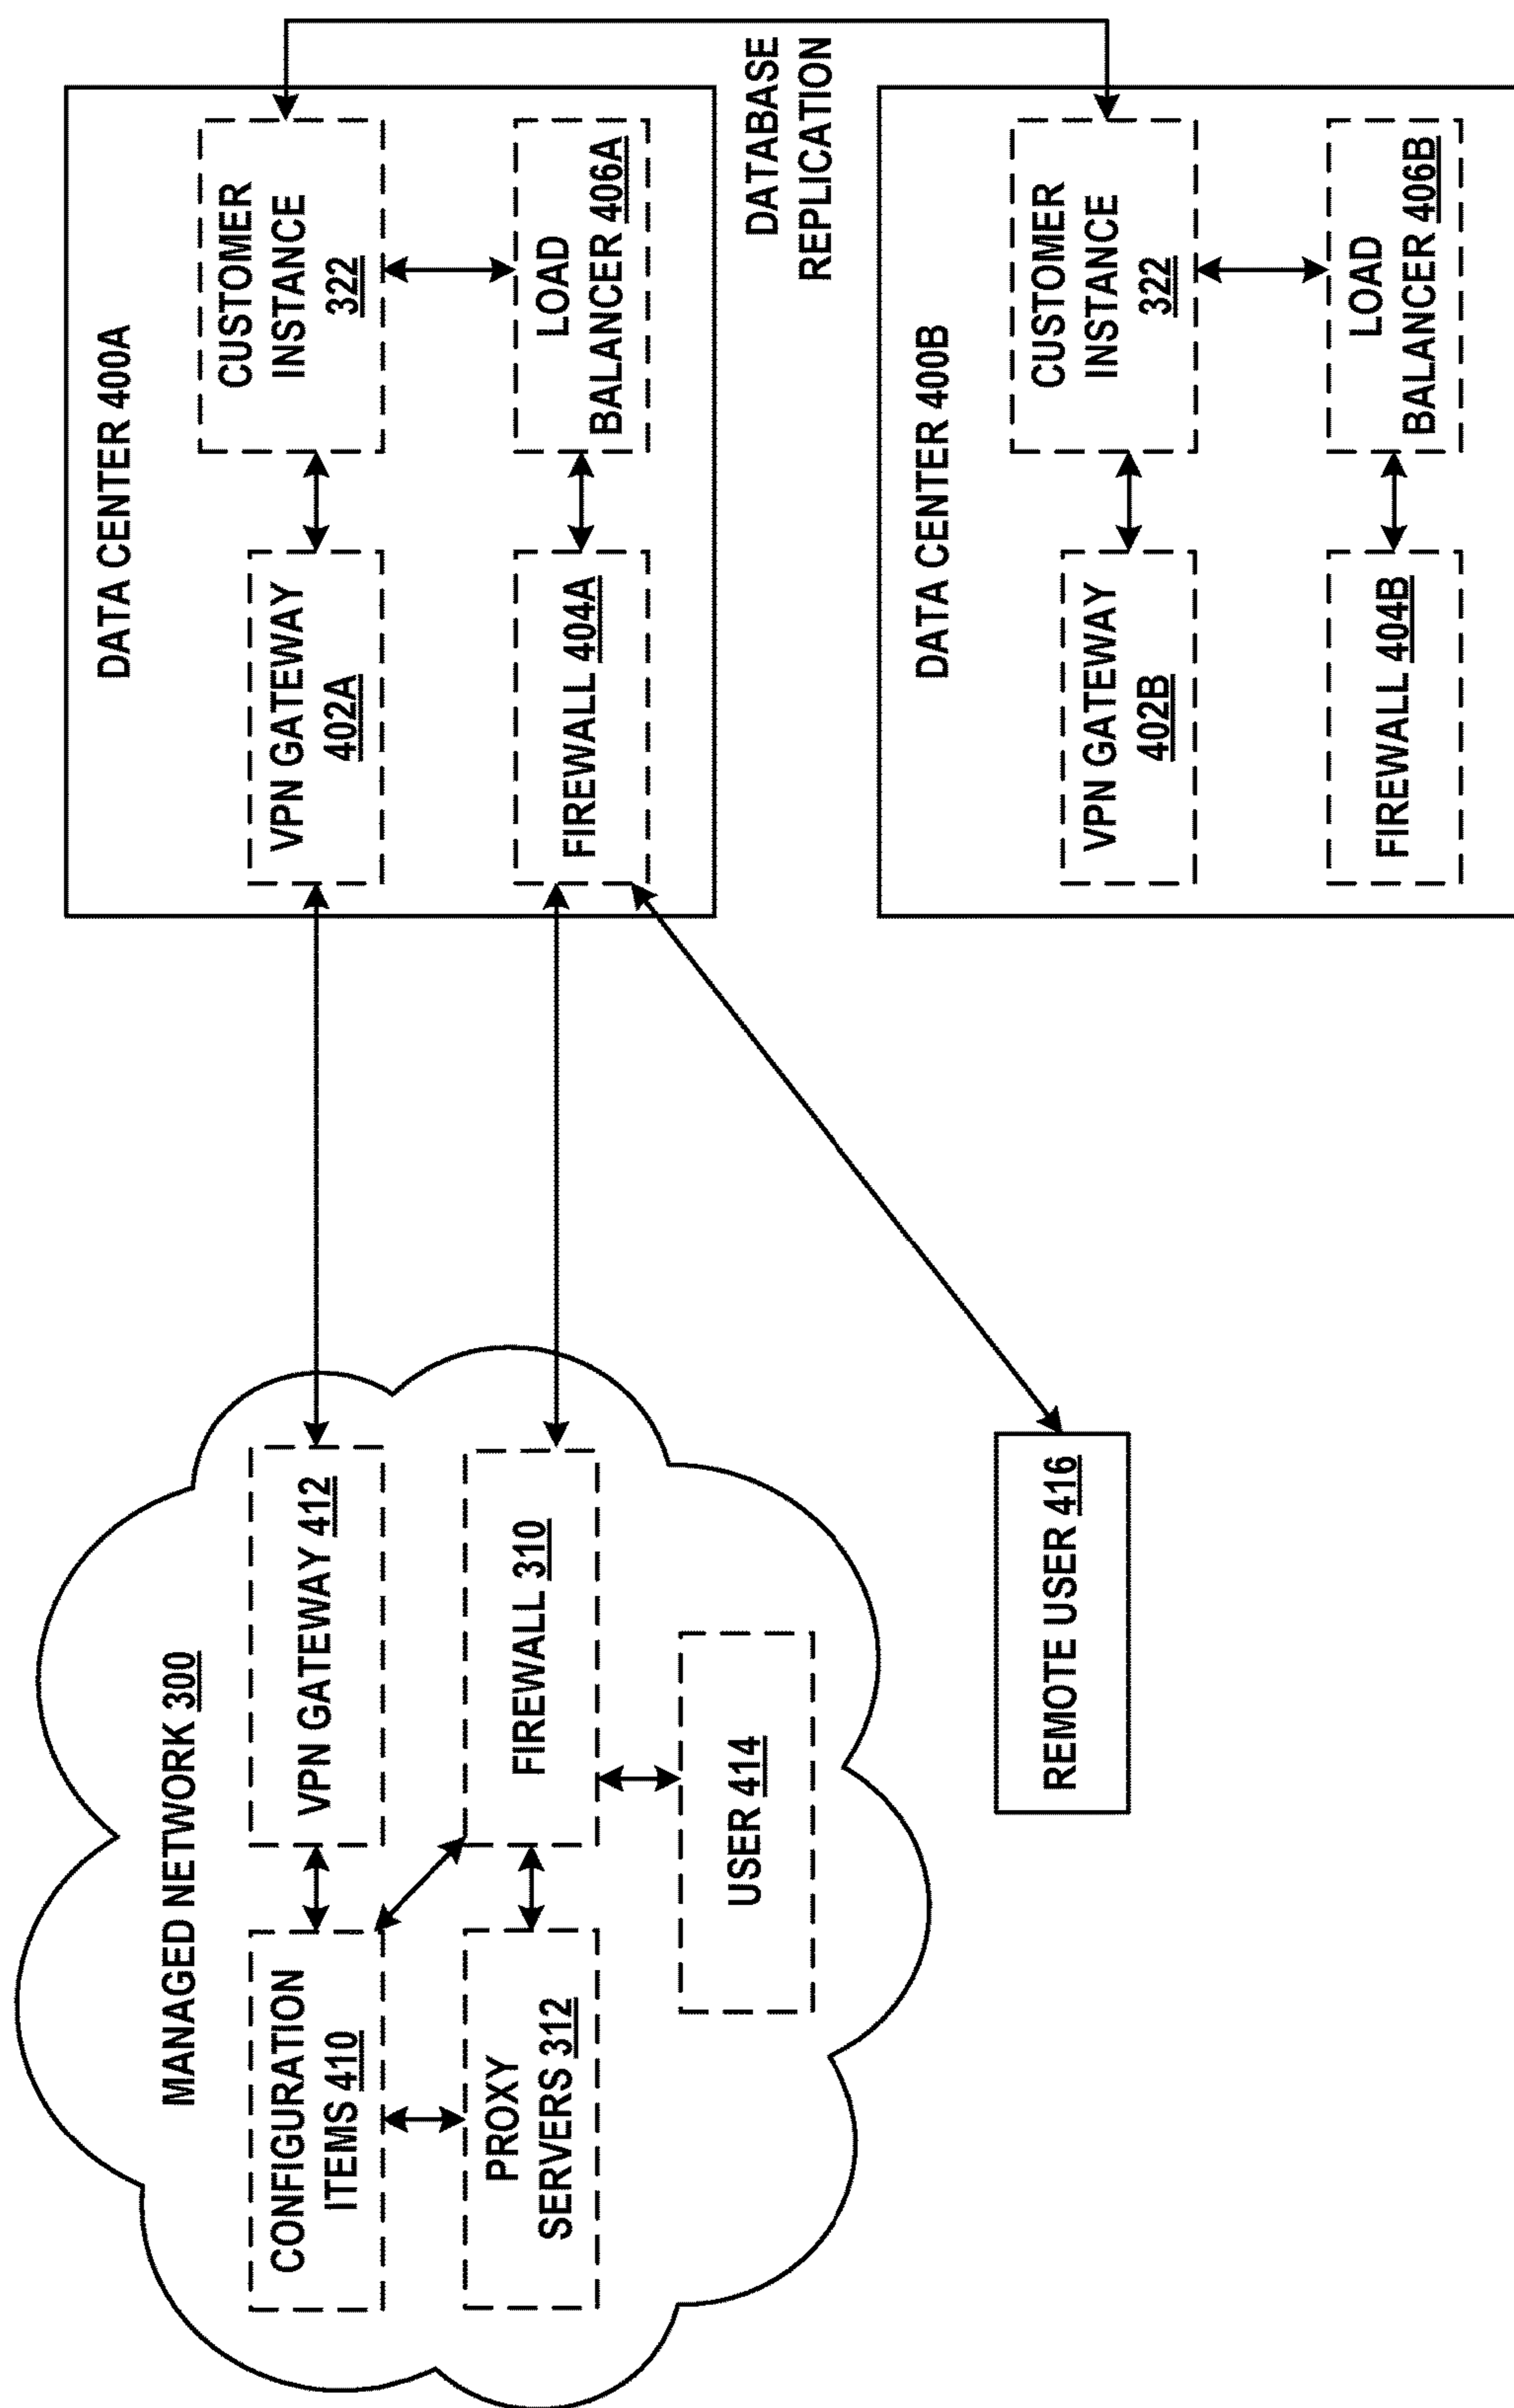 MANAGED NETWORK 300
CONFIGURATION
ITEMS 410
VPN GATEWAY 412
PROXY
SERVERS 312
FIREWALL 310
USER 414
REMOTE USER 416
DATA CENTER 400A
VPN GATEWAY
402A
CUSTOMER
INSTANCE
322
FIREWALL 404A
LOAD
BALANCER 406A
DATABASE
REPLICATION
DATA CENTER 400B
VPN GATEWAY
402B
CUSTOMER
INSTANCE
322
FIREWALL 404B
LOAD
BALANCER 406B